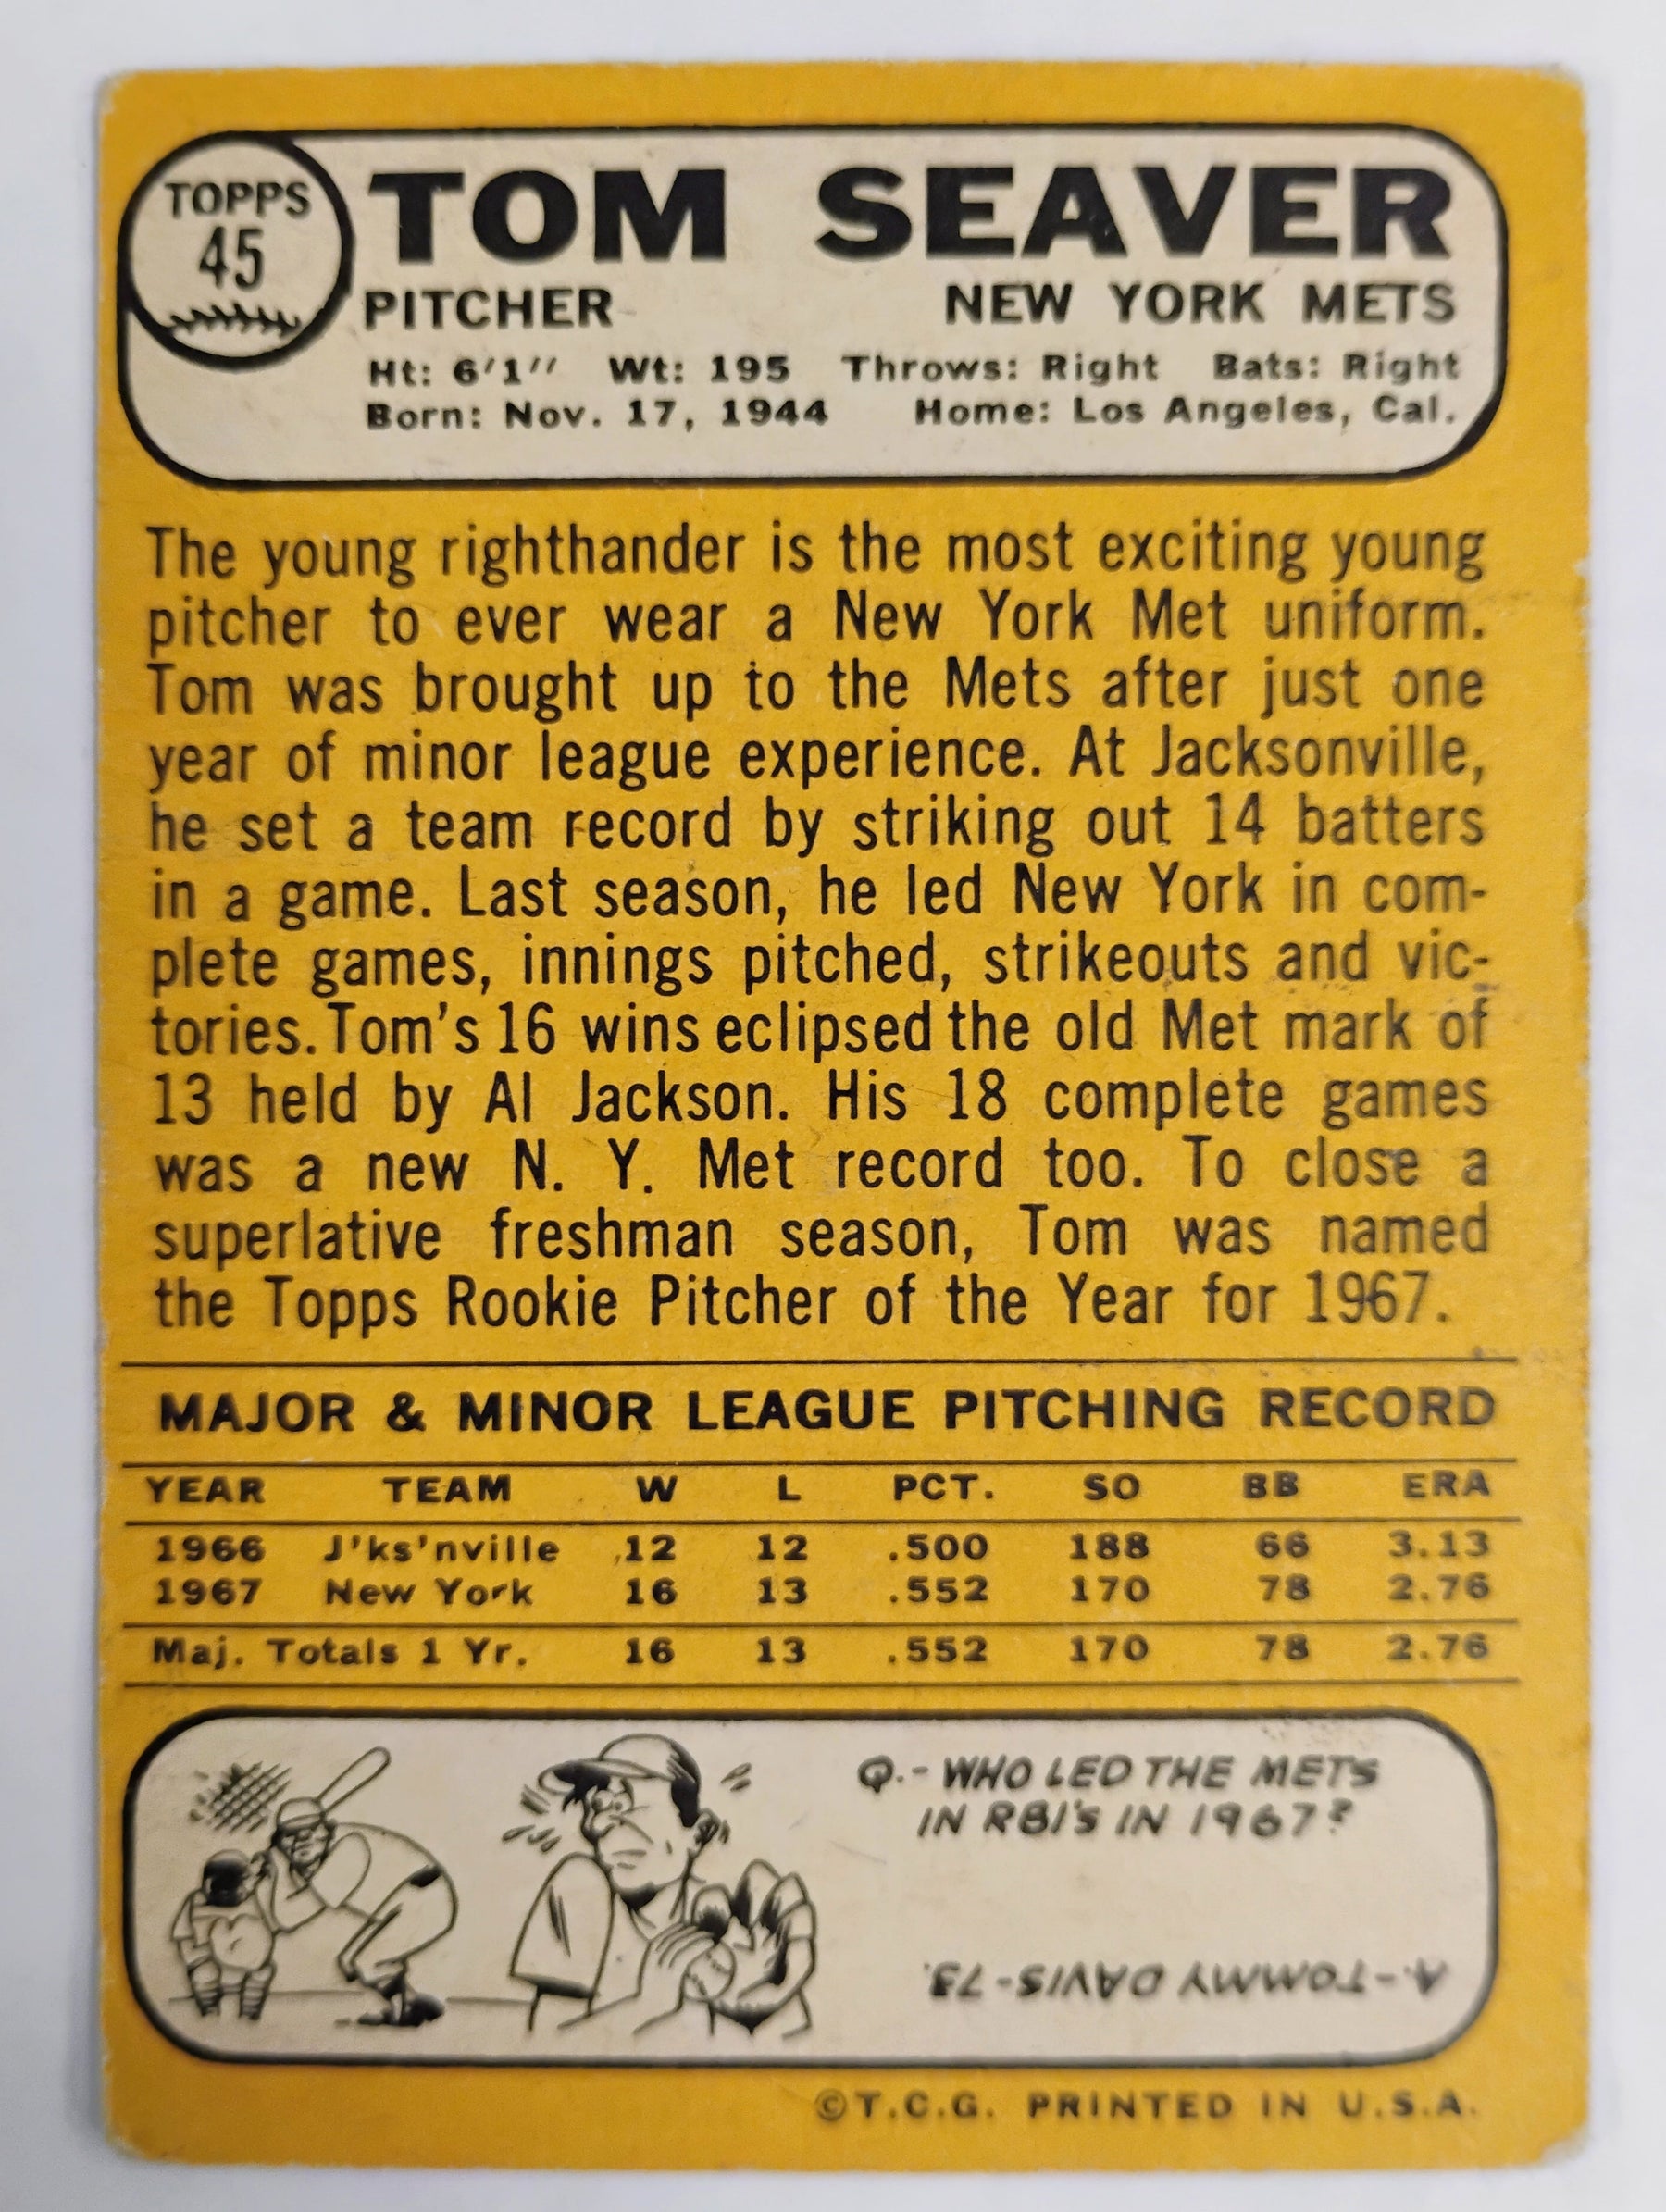 TOPPS
45
TOM SEAVER
PITCHER NEW YORK METS
Ht: 6'1'' Wt: 195 Throws: Right Bats: Right
Born: Nov. 17, 1944 Home: Los Angeles, Cal.
The young righthander is the most exciting young
pitcher to ever wear a New York Met uniform.
Tom was brought up to the Mets after just one
year of minor league experience. At Jacksonville,
he set a team record by striking out 14 batters
in a game. Last season, he led New York in com-
plete games, innings pitched, strikeouts and vic-
tories. Tom's 16 wins eclipsed the old Met mark of
13 held by Al Jackson. His 18 complete games
was a new N. Y. Met record too. To close a
superlative freshman season, Tom was named
the Topps Rookie Pitcher of the Year for 1967.
MAJOR & MINOR LEAGUE PITCHING RECORD
YEAR TEAM W L PCT. SO BB ERA
1966 J'ks'nville 12 12 .500 188 66 3.13
1967 New York 16 13 .552 170 78 2.76
Maj. Totals 1 Yr. 16 13 .552 170 78 2.76
Q.- WHO LED THE METS
IN RBI'S IN 1967?
A.-TOMMY DAVIS-73.
©T.C.G. PRINTED IN U.S.A.